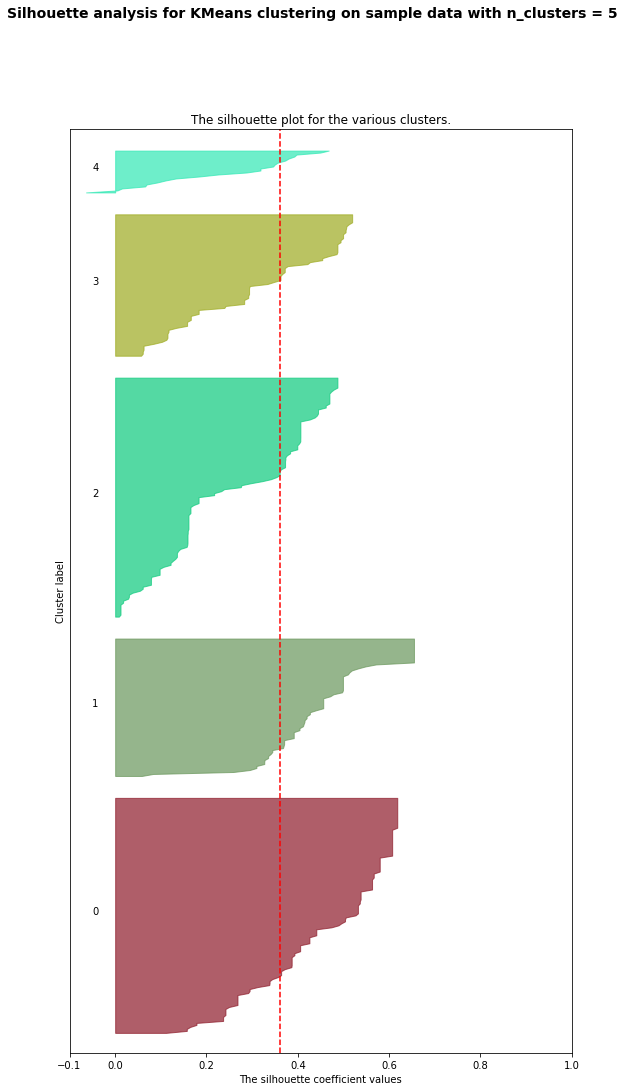 Silhouette analysis for KMeans clustering on sample data with n_clusters = 5
The silhouette plot for the various clusters.
4
3
2
1
0
Cluster label
−0.1 0.0 0.2 0.4 0.6 0.8 1.0
The silhouette coefficient values